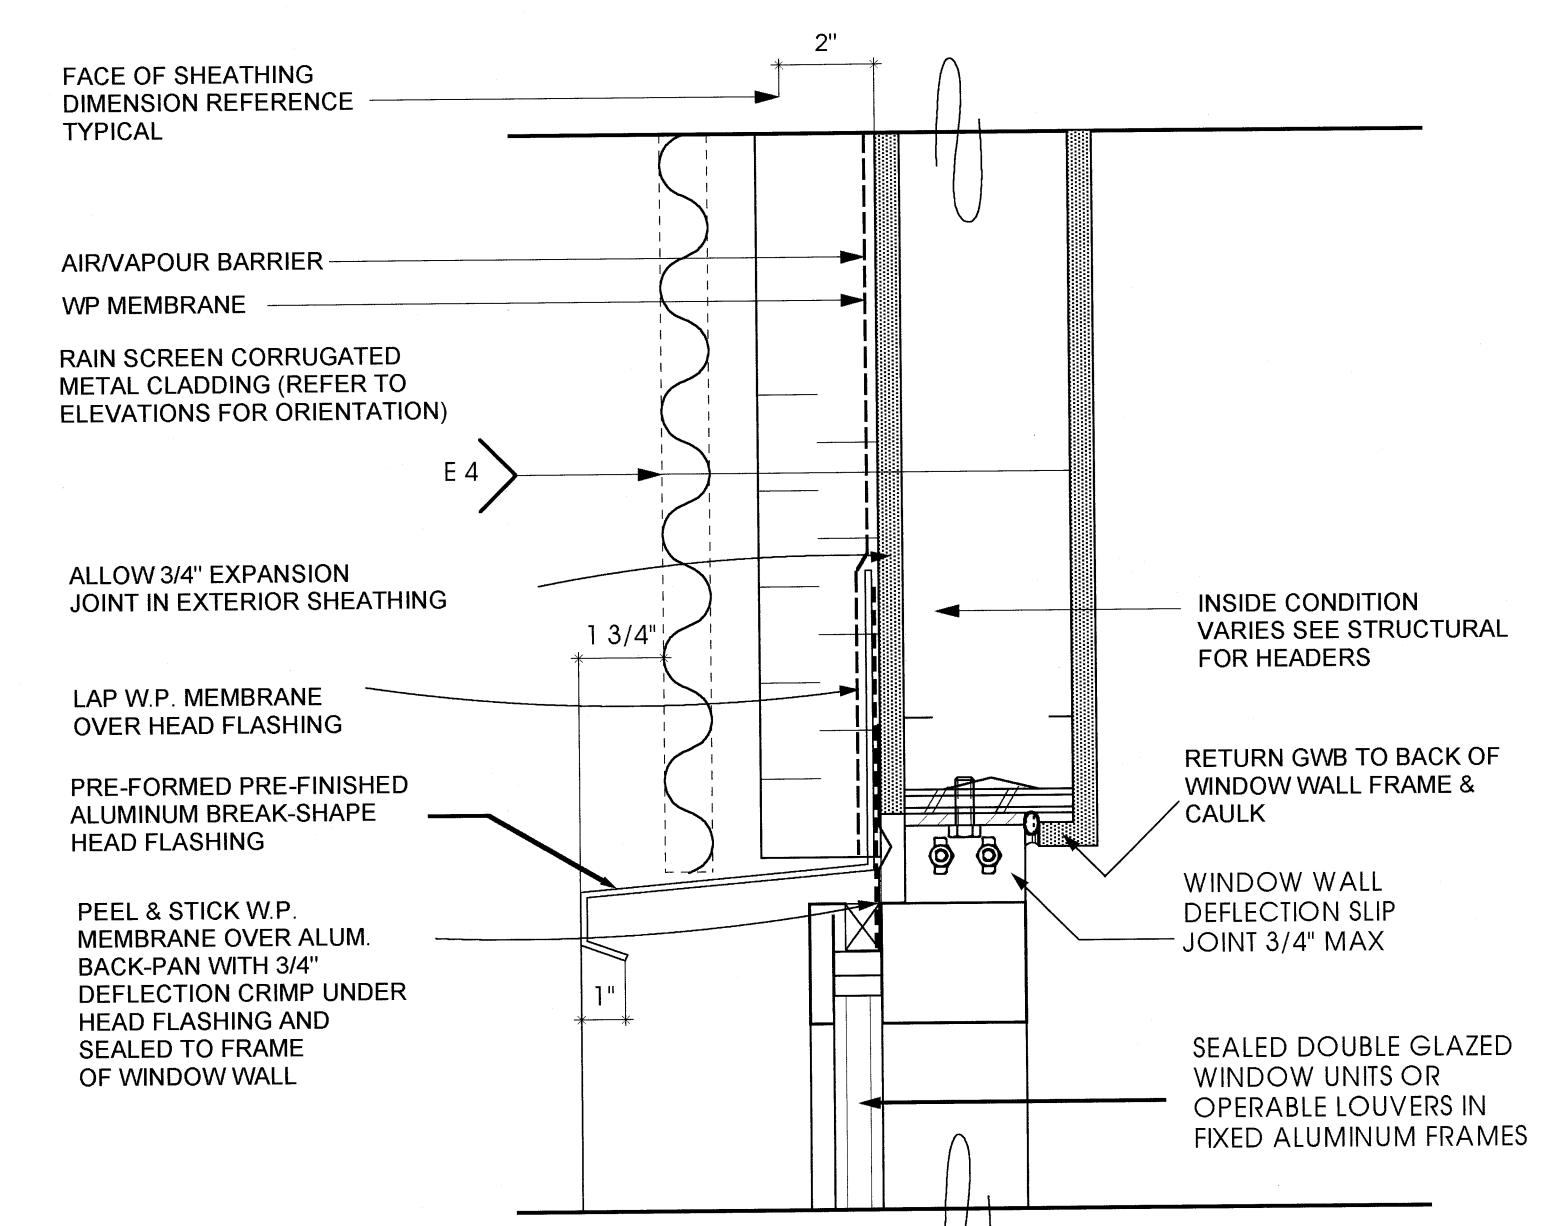 2"
FACE OF SHEATHING
DIMENSION REFERENCE
TYPICAL
AIR/VAPOUR BARRIER
WP MEMBRANE
RAIN SCREEN CORRUGATED
METAL CLADDING (REFER TO
ELEVATIONS FOR ORIENTATION)
E 4
ALLOW 3/4" EXPANSION
JOINT IN EXTERIOR SHEATHING
1 3/4"
INSIDE CONDITION
VARIES SEE STRUCTURAL
FOR HEADERS
LAP W.P. MEMBRANE
OVER HEAD FLASHING
PRE-FORMED PRE-FINISHED
ALUMINUM BREAK-SHAPE
HEAD FLASHING
RETURN GWB TO BACK OF
WINDOW WALL FRAME &
CAULK
PEEL & STICK W.P.
MEMBRANE OVER ALUM.
BACK-PAN WITH 3/4"
DEFLECTION CRIMP UNDER
HEAD FLASHING AND
SEALED TO FRAME
OF WINDOW WALL
1"
WINDOW WALL
DEFLECTION SLIP
JOINT 3/4" MAX
SEALED DOUBLE GLAZED
WINDOW UNITS OR
OPERABLE LOUVERS IN
FIXED ALUMINUM FRAMES